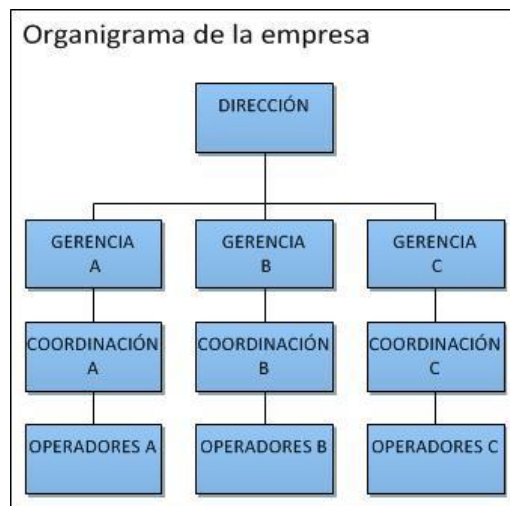 Organigrama de la empresa
DIRECCIÓN
GERENCIA
A
GERENCIA
B
GERENCIA
C
COORDINACIÓN
A
COORDINACIÓN
B
COORDINACIÓN
C
OPERADORES A
OPERADORES B
OPERADORES C